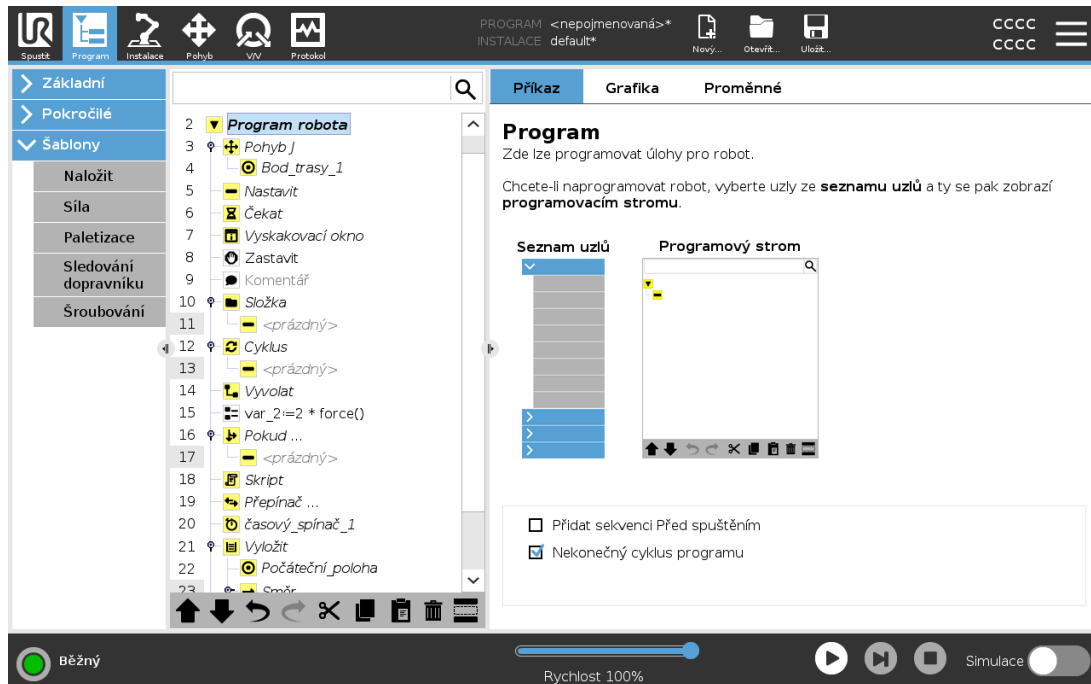 PROGRAM <nepojmenovaná>*
INSTALACE default*
CCCC
CCCC
Spustit Program Instalace Pohyb V/V Protokol Nový... Otevřít... Uložit...
Základní
Pokročilé
Šablony
Naložit
Síla
Paletizace
Sledování
dopravníku
Šroubování
2 Program robota
3 Pohyb J
4 Bod_trasy_1
5 Nastavit
6 Čekat
7 Vyskakovací okno
8 Zastavit
9 Komentář
10 Složka
11 <prázdný>
12 Cyklus
13 <prázdný>
14 Vyvolat
15 var_2:=2 * force()
16 Pokud ...
17 <prázdný>
18 Skript
19 Přepínač ...
20 časový_spínač_1
21 Vyložit
22 Počáteční_poloha
23 Směr
Příkaz Grafika Proměnné
Program
Zde lze programovat úlohy pro robot.
Chcete-li naprogramovat robot, vyberte uzly ze seznamu uzlů a ty se pak zobrazí
programovacím stromu.
Seznam uzlů Programový strom
Přidat sekvenci Před spuštěním
Nekonečný cyklus programu
Běžný
Rychlost 100%
Simulace